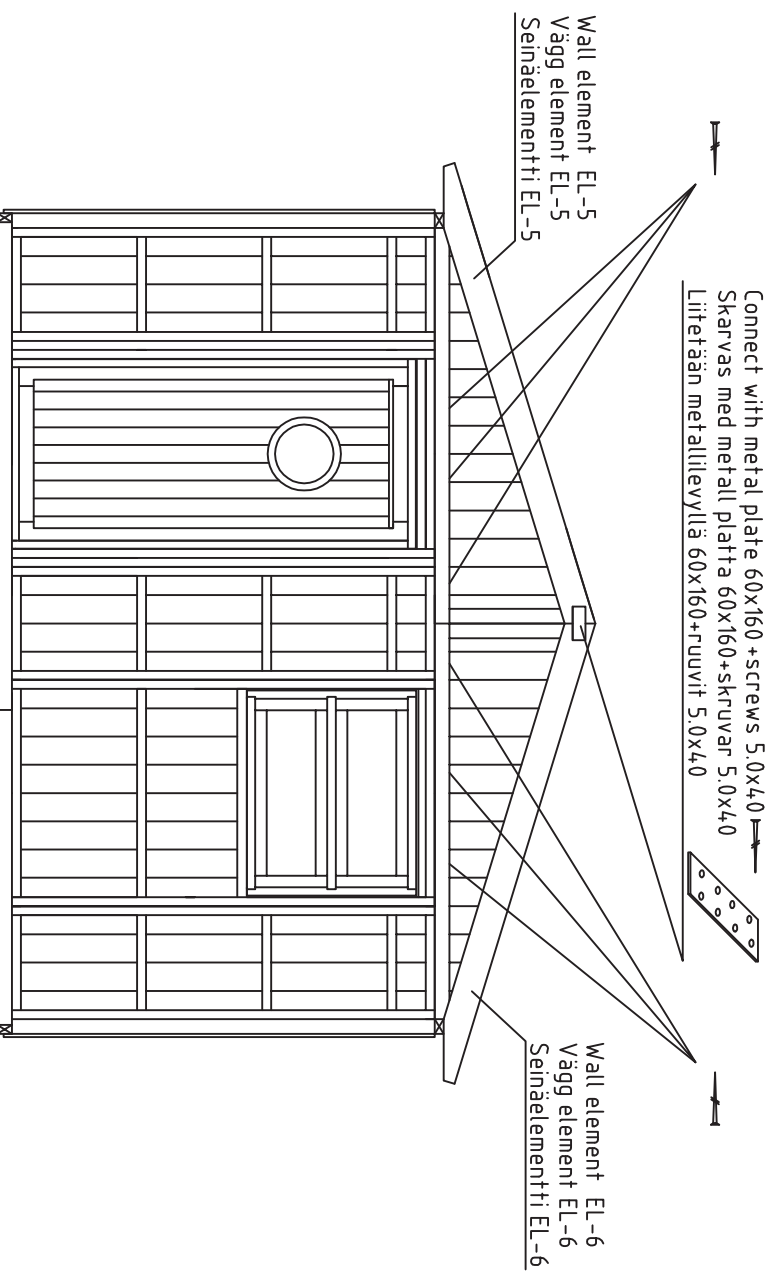 Connect with metal plate 60x160 +screws 5.0x40
Skarvas med metall platta 60x160+skruvar 5.0x40
Liitetään metallilevyllä 60x160+ruuvit 5.0x40
Wall element EL-5
Vägg element EL-5
Seinäelementti EL-5
Wall element EL-6
Vägg element EL-6
Seinäelementti EL-6